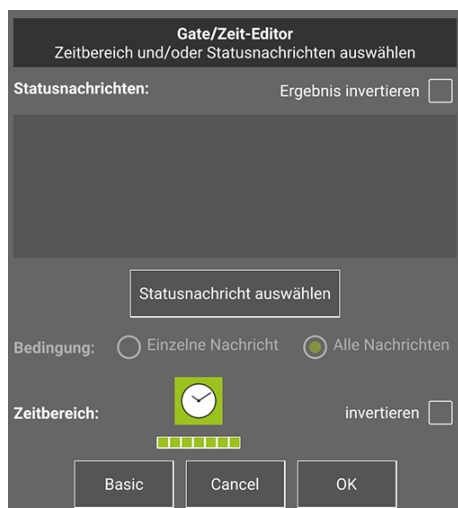 Gate/Zeit-Editor
Zeitbereich und/oder Statusnachrichten auswählen
Statusnachrichten: Ergebnis invertieren
Statusnachricht auswählen
Bedingung: Einzelne Nachricht Alle Nachrichten
Zeitbereich: invertieren
Basic Cancel OK